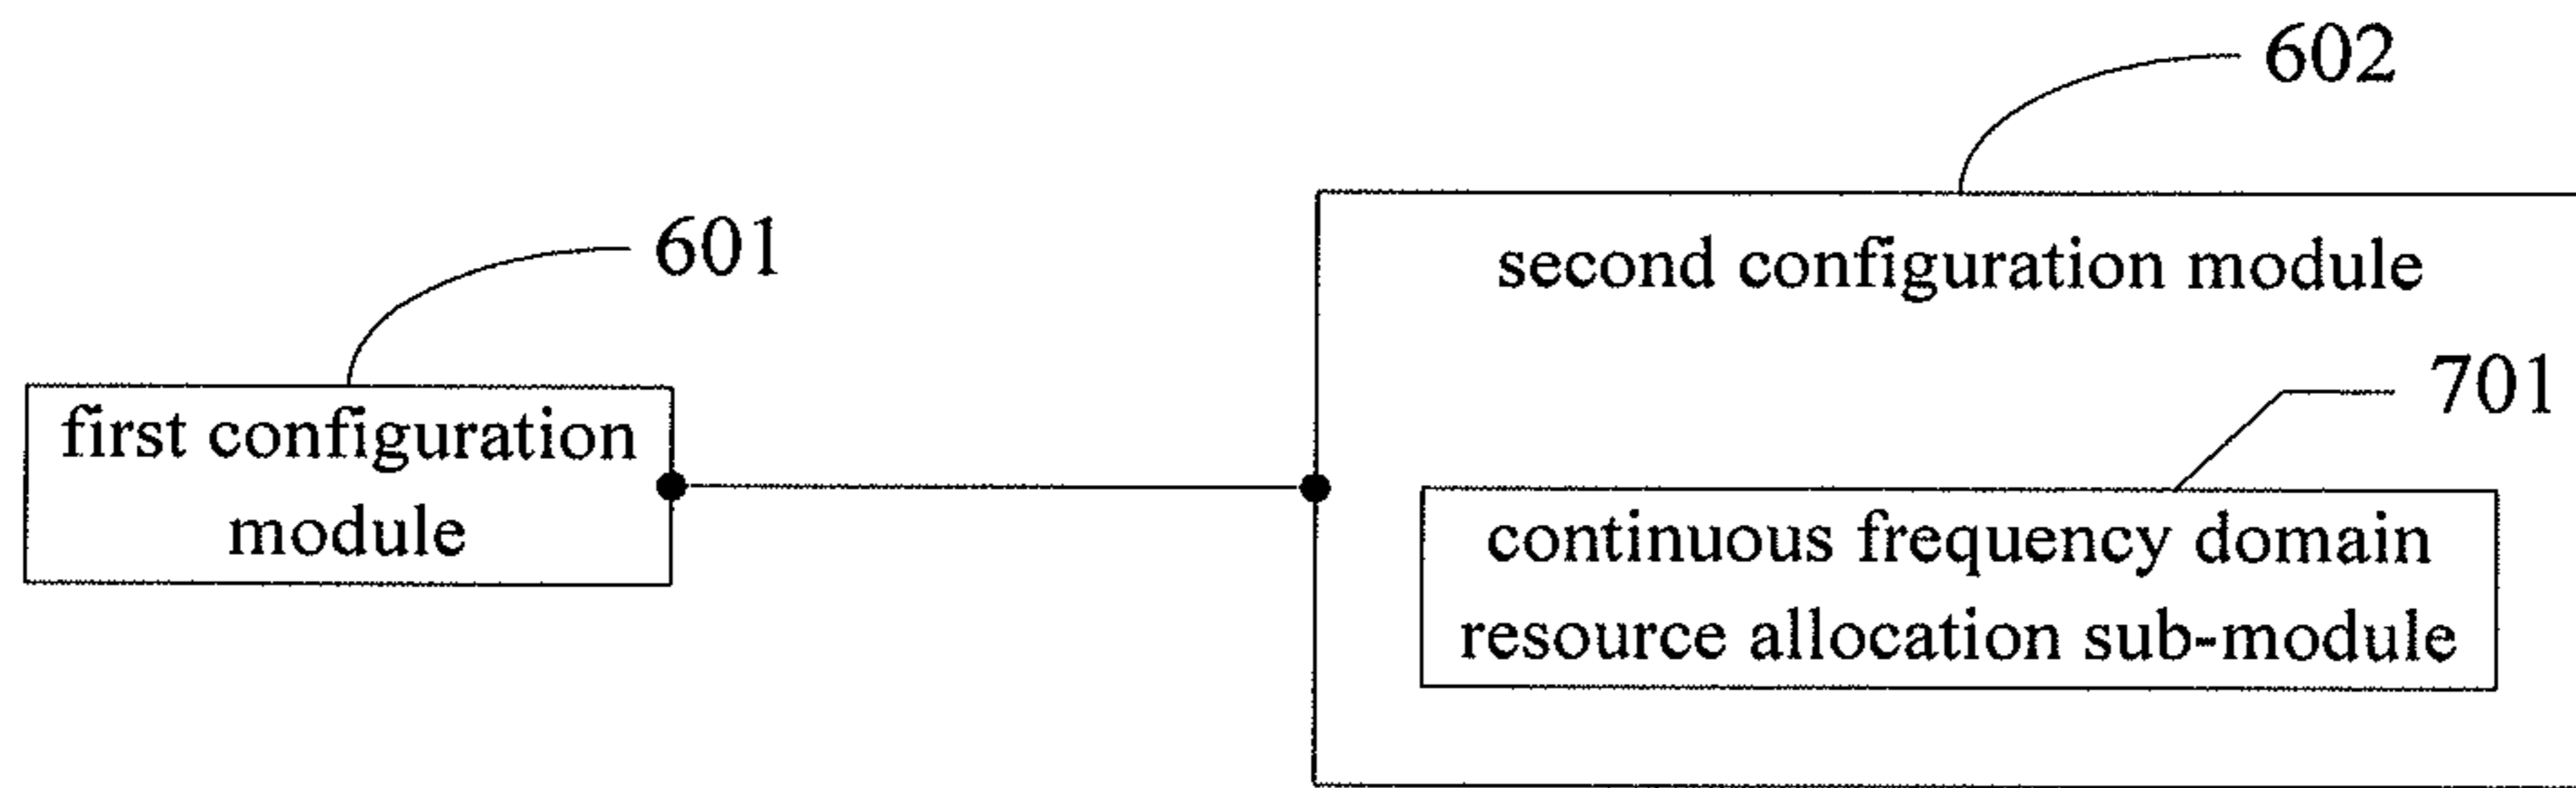 602
601
second configuration module
701
first configuration
module
continuous frequency domain
resource allocation sub-module